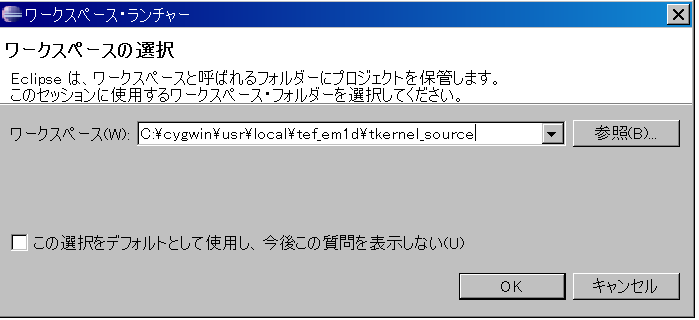 ワークスペース・ランチャー
ワークスペースの選択
Eclipse は、ワークスペースと呼ばれるフォルダーにプロジェクトを保管します。
このセッションに使用するワークスペース・フォルダーを選択してください。
ワークスペース(W): C:¥cygwin¥usr¥local¥tef_em1d¥tkernel_source 参照(B)...
この選択をデフォルトとして使用し、今後この質問を表示しない(U)
OK キャンセル